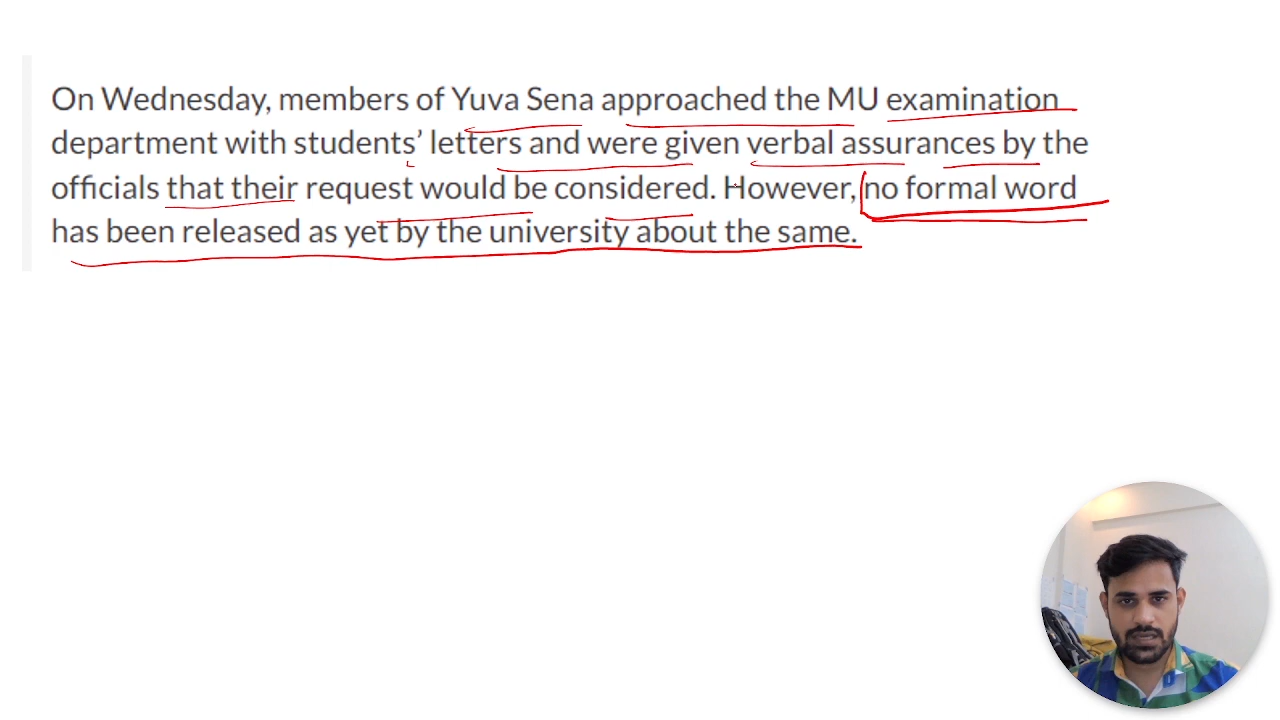 On Wednesday, members of Yuva Sena approached the MU examination
department with students’ letters and were given verbal assurances by the
officials that their request would be considered. However, no formal word
has been released as yet by the university about the same.